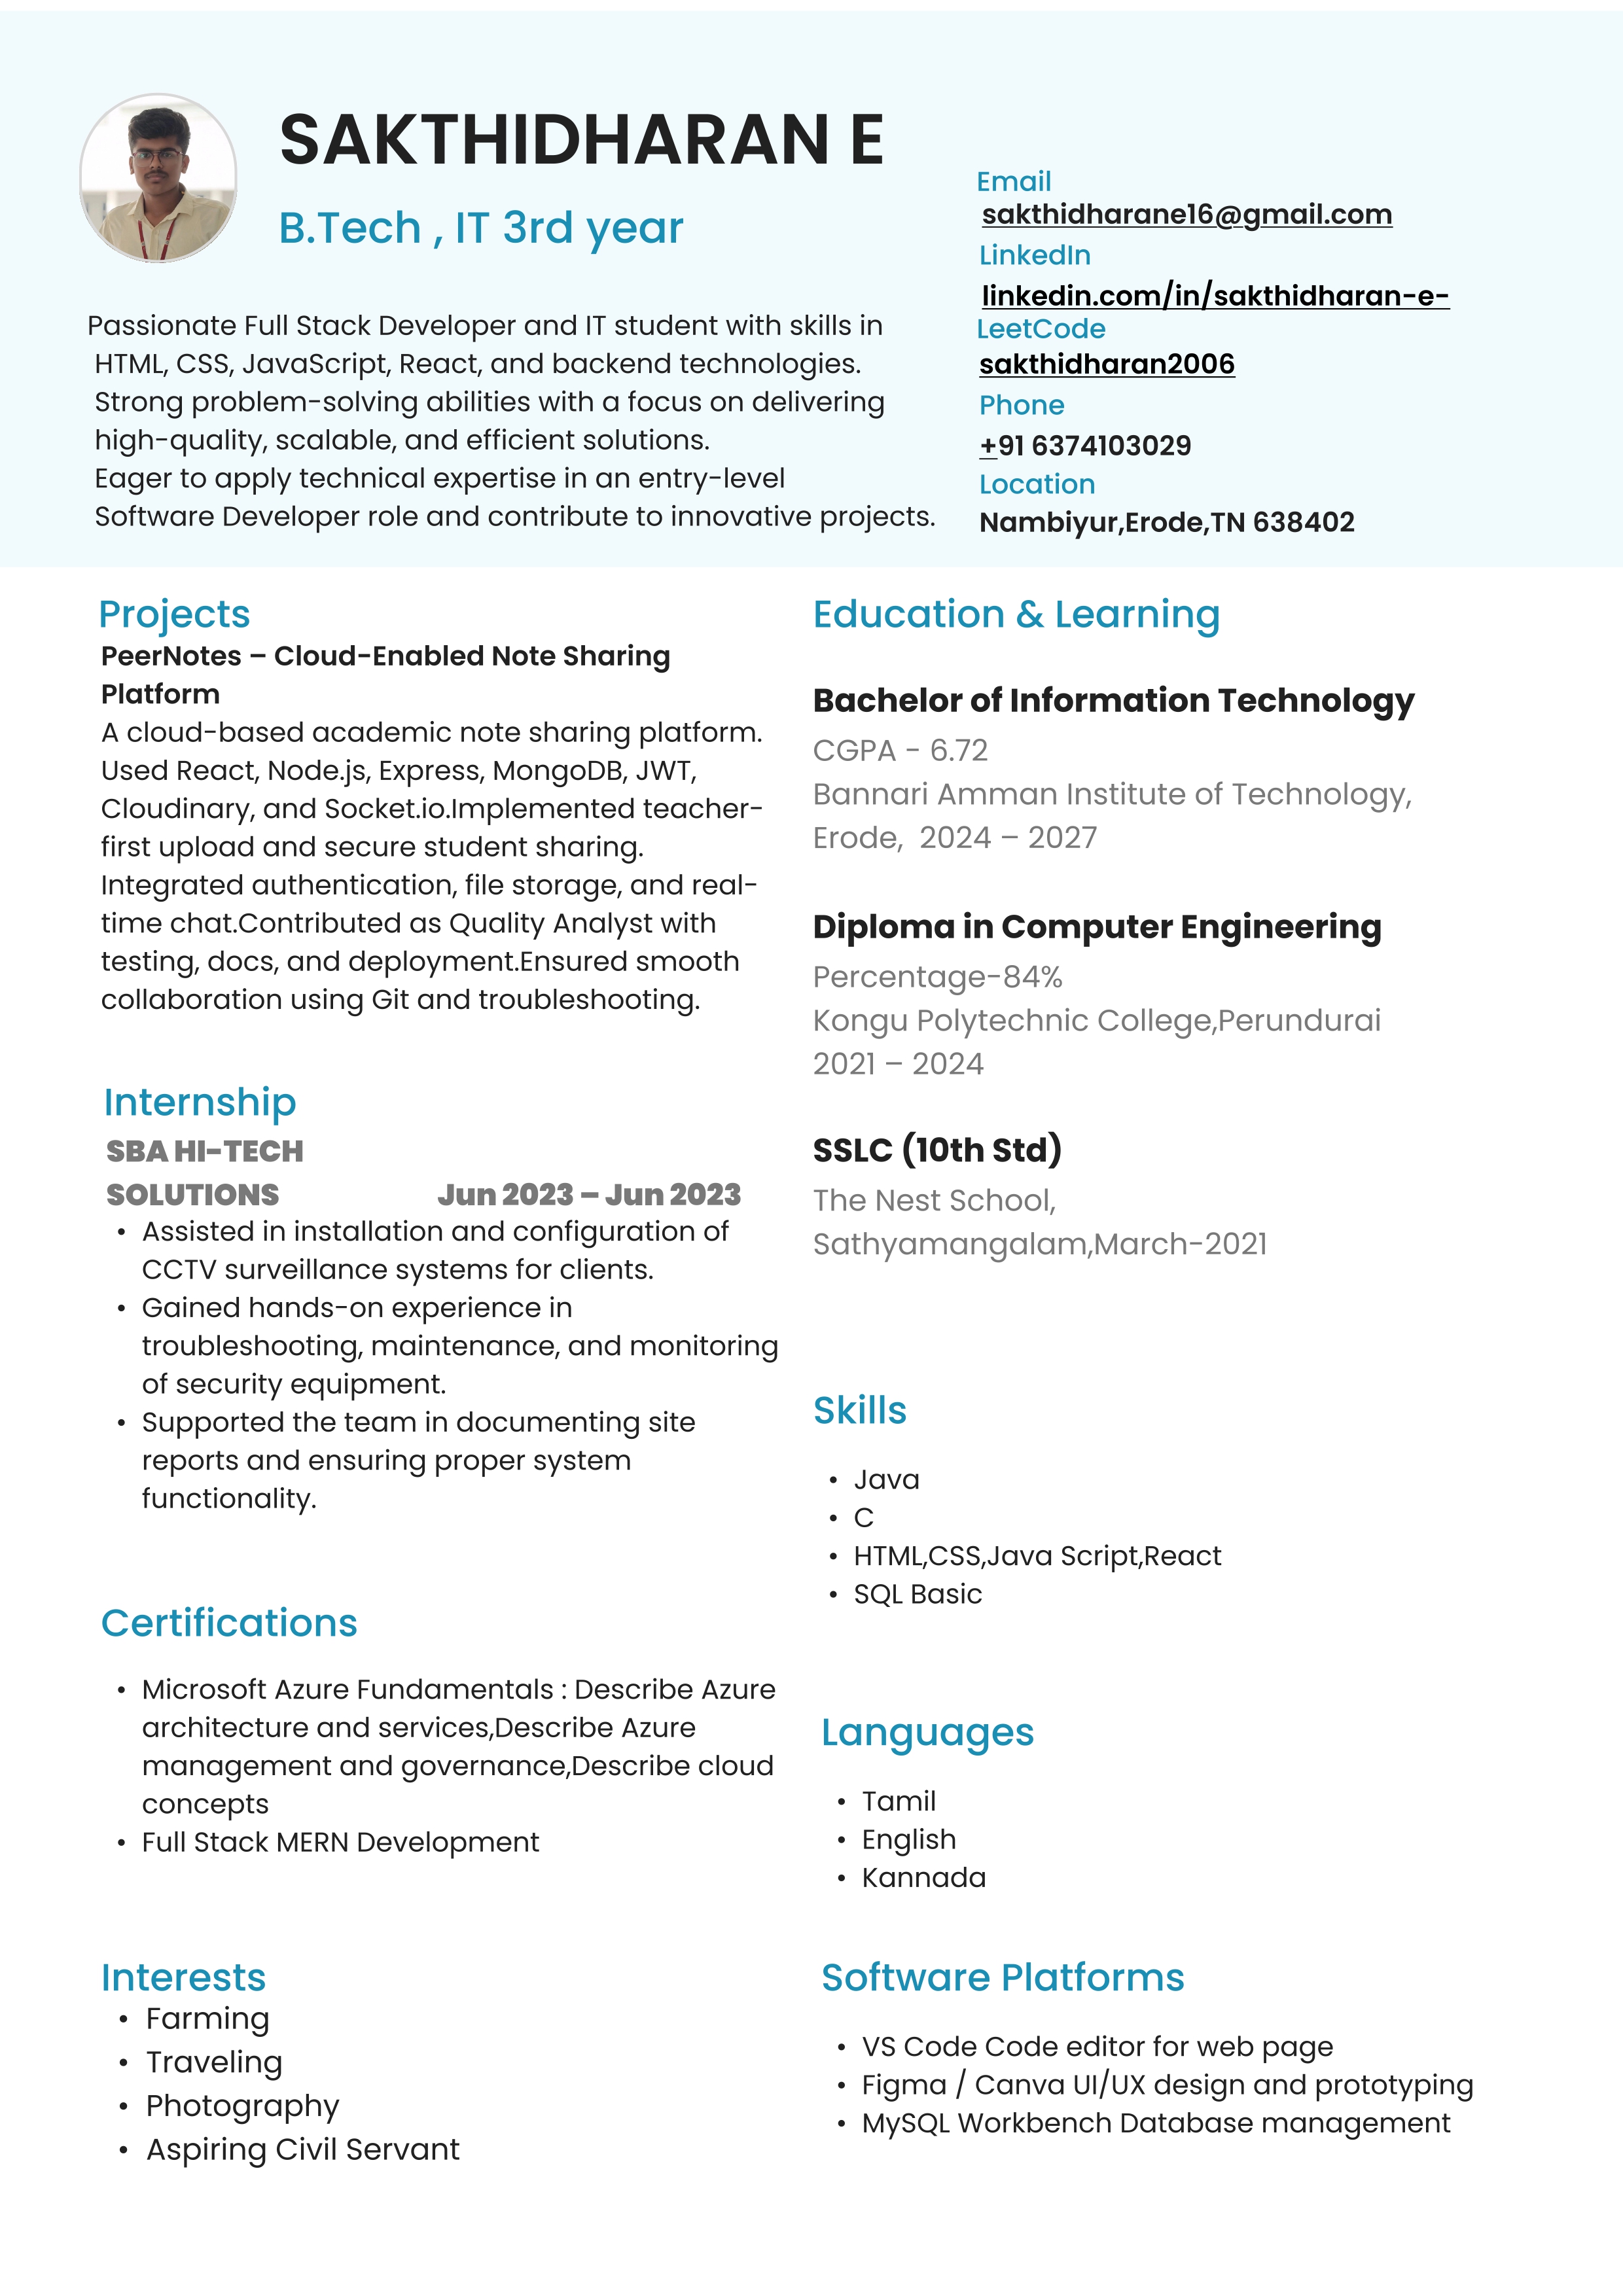 SAKTHIDHARAN E
B.Tech , IT 3rd year
Passionate Full Stack Developer and IT student with skills in
HTML, CSS, JavaScript, React, and backend technologies.
Strong problem-solving abilities with a focus on delivering
high-quality, scalable, and efficient solutions.
Eager to apply technical expertise in an entry-level
Software Developer role and contribute to innovative projects.
Email
sakthidharane16@gmail.com
LinkedIn
linkedin.com/in/sakthidharan-e-
LeetCode
sakthidharan2006
Phone
+91 6374103029
Location
Nambiyur,Erode,TN 638402
Projects
PeerNotes – Cloud-Enabled Note Sharing
Platform
A cloud-based academic note sharing platform.
Used React, Node.js, Express, MongoDB, JWT,
Cloudinary, and Socket.io.Implemented teacher-
first upload and secure student sharing.
Integrated authentication, file storage, and real-
time chat.Contributed as Quality Analyst with
testing, docs, and deployment.Ensured smooth
collaboration using Git and troubleshooting.
Internship
SBA HI-TECH
SOLUTIONS Jun 2023 – Jun 2023
• Assisted in installation and configuration of
CCTV surveillance systems for clients.
• Gained hands-on experience in
troubleshooting, maintenance, and monitoring
of security equipment.
• Supported the team in documenting site
reports and ensuring proper system
functionality.
Certifications
• Microsoft Azure Fundamentals : Describe Azure
architecture and services,Describe Azure
management and governance,Describe cloud
concepts
• Full Stack MERN Development
Interests
• Farming
• Traveling
• Photography
• Aspiring Civil Servant
Education & Learning
Bachelor of Information Technology
CGPA - 6.72
Bannari Amman Institute of Technology,
Erode, 2024 – 2027
Diploma in Computer Engineering
Percentage-84%
Kongu Polytechnic College,Perundurai
2021 – 2024
SSLC (10th Std)
The Nest School,
Sathyamangalam,March-2021
Skills
• Java
• C
• HTML,CSS,Java Script,React
• SQL Basic
Languages
• Tamil
• English
• Kannada
Software Platforms
• VS Code Code editor for web page
• Figma / Canva UI/UX design and prototyping
• MySQL Workbench Database management